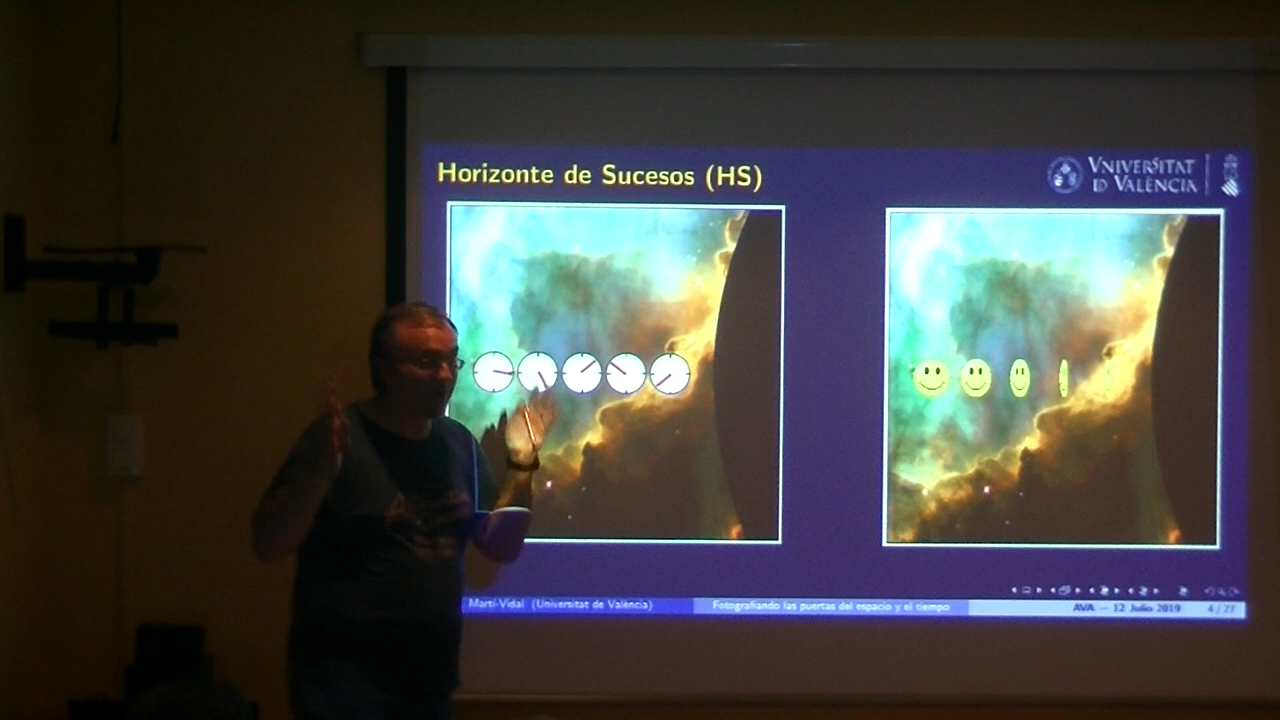 Horizonte de Sucesos (HS)
VNIVERSITAT
ID VALÈNCIA
Martí-Vidal (Universitat de València)
Fotografiando las puertas del espacio y el tiempo
AVA — 12 Julio 2019
4 / 27